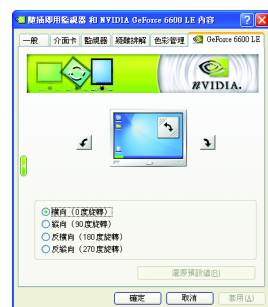 隨插即用監視器 和 NVIDIA GeForce 6600 LE 內容
一般 介面卡 監視器 疑難排解 色彩管理 GeForce 6600 LE
NVIDIA.
橫向 (0度旋轉)
縱向 (90度旋轉)
反橫向 (180度旋轉)
反縱向 (270度旋轉)
還原預設值(R)
確定 取消 套用(A)